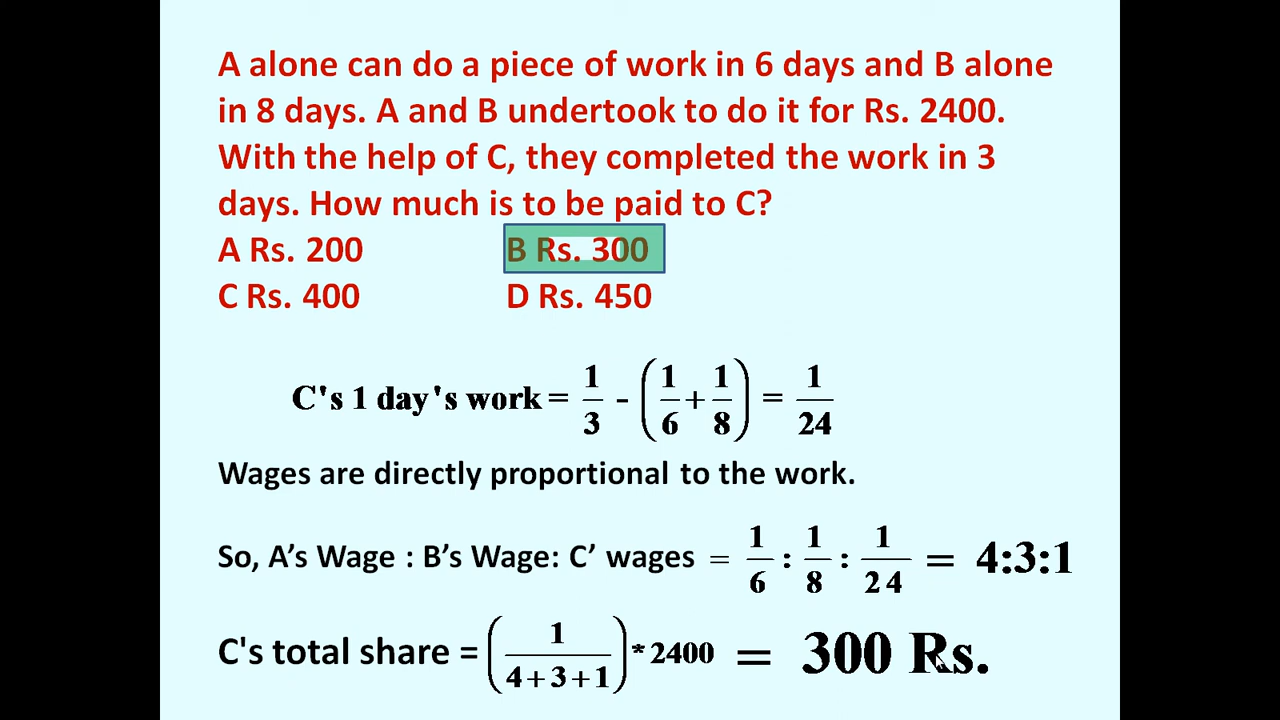 A alone can do a piece of work in 6 days and B alone
in 8 days. A and B undertook to do it for Rs. 2400.
With the help of C, they completed the work in 3
days. How much is to be paid to C?
A Rs. 200 B Rs. 300
C Rs. 400 D Rs. 450
C's 1 day's work = 1/3 - (1/6 + 1/8) = 1/24
Wages are directly proportional to the work.
So, A’s Wage : B’s Wage: C’ wages = 1/6 : 1/8 : 1/24 = 4:3:1
C's total share = (1/(4+3+1)) * 2400 = 300 Rs.